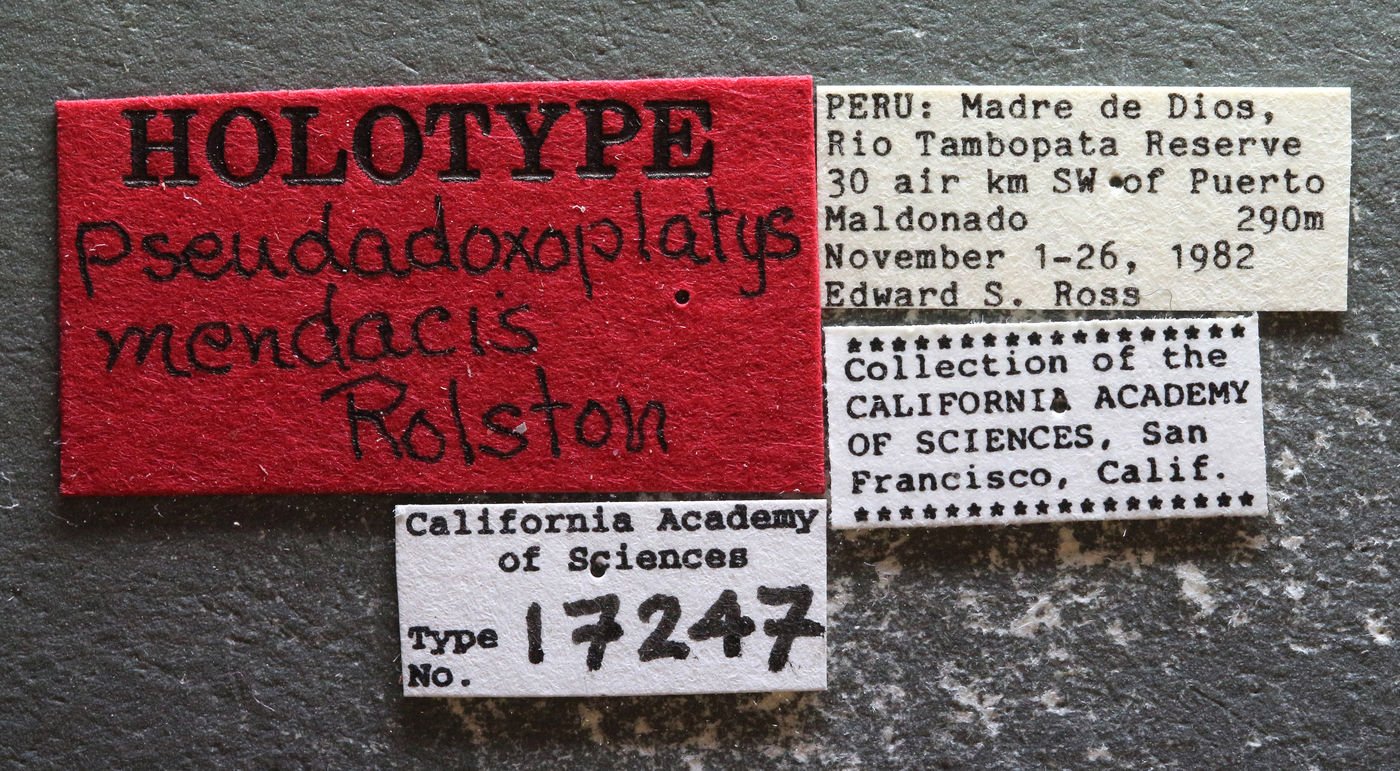 HOLOTYPE
Pseudadoxoplatys
mendacis
Rolston
PERU: Madre de Dios,
Rio Tambopata Reserve
30 air km SW of Puerto
Maldonado 290m
November 1-26, 1982
Edward S. Ross
*******************
Collection of the
CALIFORNIA ACADEMY
OF SCIENCES, San
Francisco, Calif.
*******************
California Academy
of Sciences
Type
No. 17247